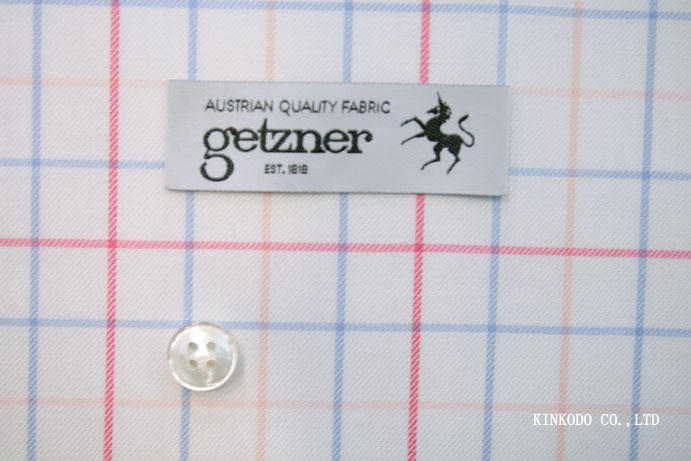 AUSTRIAN QUALITY FABRIC
getzner
EST. 1818
KINKODO CO.,LTD